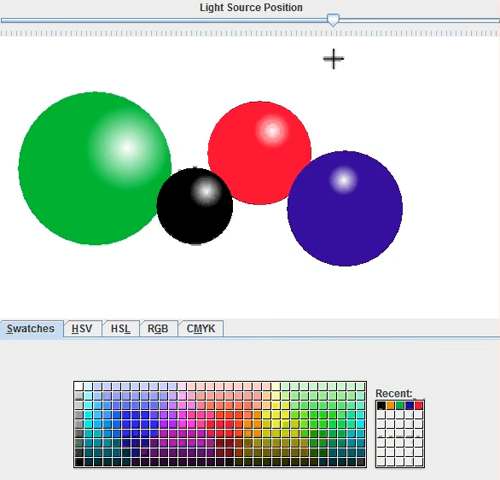 Light Source Position
Swatches HSV HSL RGB CMYK
Recent: